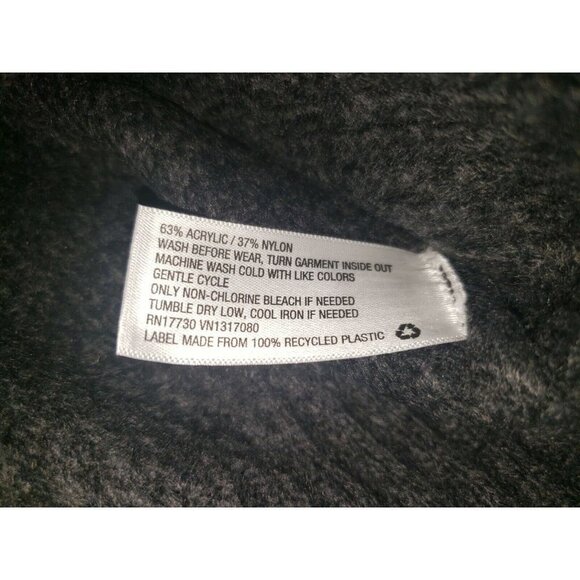 63% ACRYLIC / 37% NYLON
WASH BEFORE WEAR, TURN GARMENT INSIDE OUT
MACHINE WASH COLD WITH LIKE COLORS
GENTLE CYCLE
ONLY NON-CHLORINE BLEACH IF NEEDED
TUMBLE DRY LOW, COOL IRON IF NEEDED
RN17730 VN1317080
LABEL MADE FROM 100% RECYCLED PLASTIC